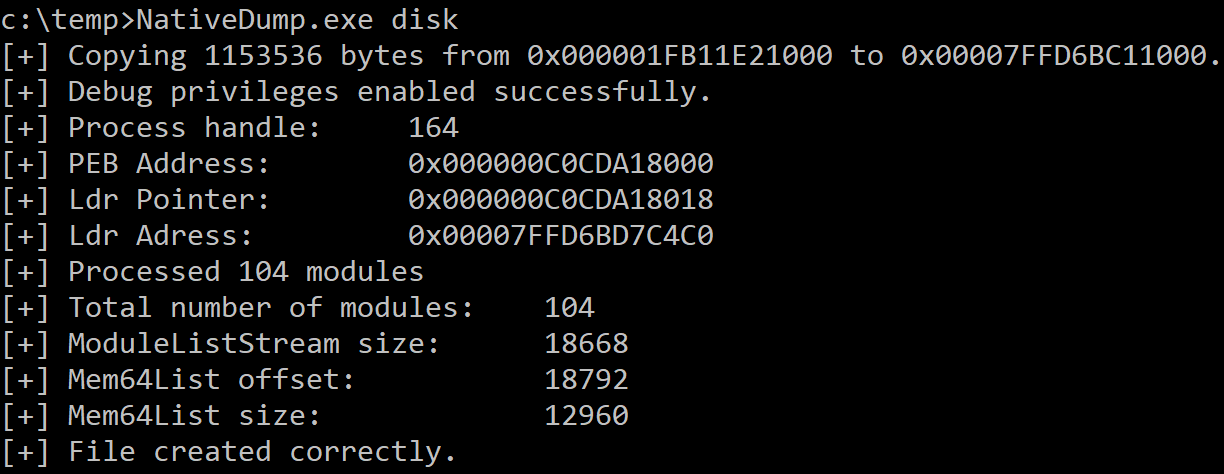 c:\temp>NativeDump.exe disk
[+] Copying 1153536 bytes from 0x000001FB11E21000 to 0x00007FFD6BC11000.
[+] Debug privileges enabled successfully.
[+] Process handle: 164
[+] PEB Address: 0x000000C0CDA18000
[+] Ldr Pointer: 0x000000C0CDA18018
[+] Ldr Adress: 0x00007FFD6BD7C4C0
[+] Processed 104 modules
[+] Total number of modules: 104
[+] ModuleListStream size: 18668
[+] Mem64List offset: 18792
[+] Mem64List size: 12960
[+] File created correctly.